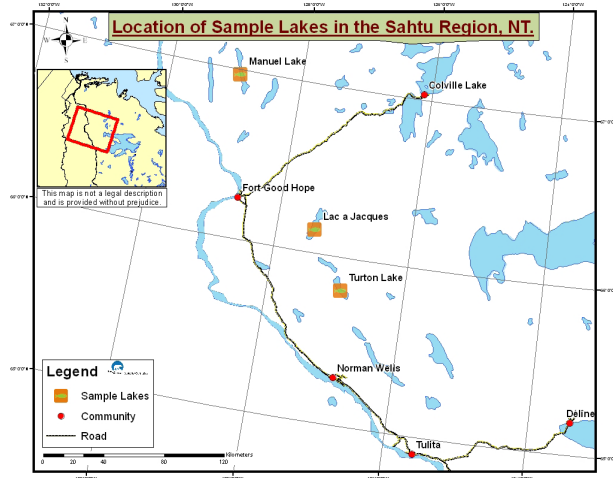 Location of Sample Lakes in the Sahtu Region, NT.
Manuel Lake
Colville Lake
This map is not a legal description
and is provided without prejudice.
Fort Good Hope
Lac a Jacques
Turton Lake
Norman Wells
Déline
Tulita
Legend
Sample Lakes
Community
Road
Kilometers
0 20 40 80 120
N
W E
S